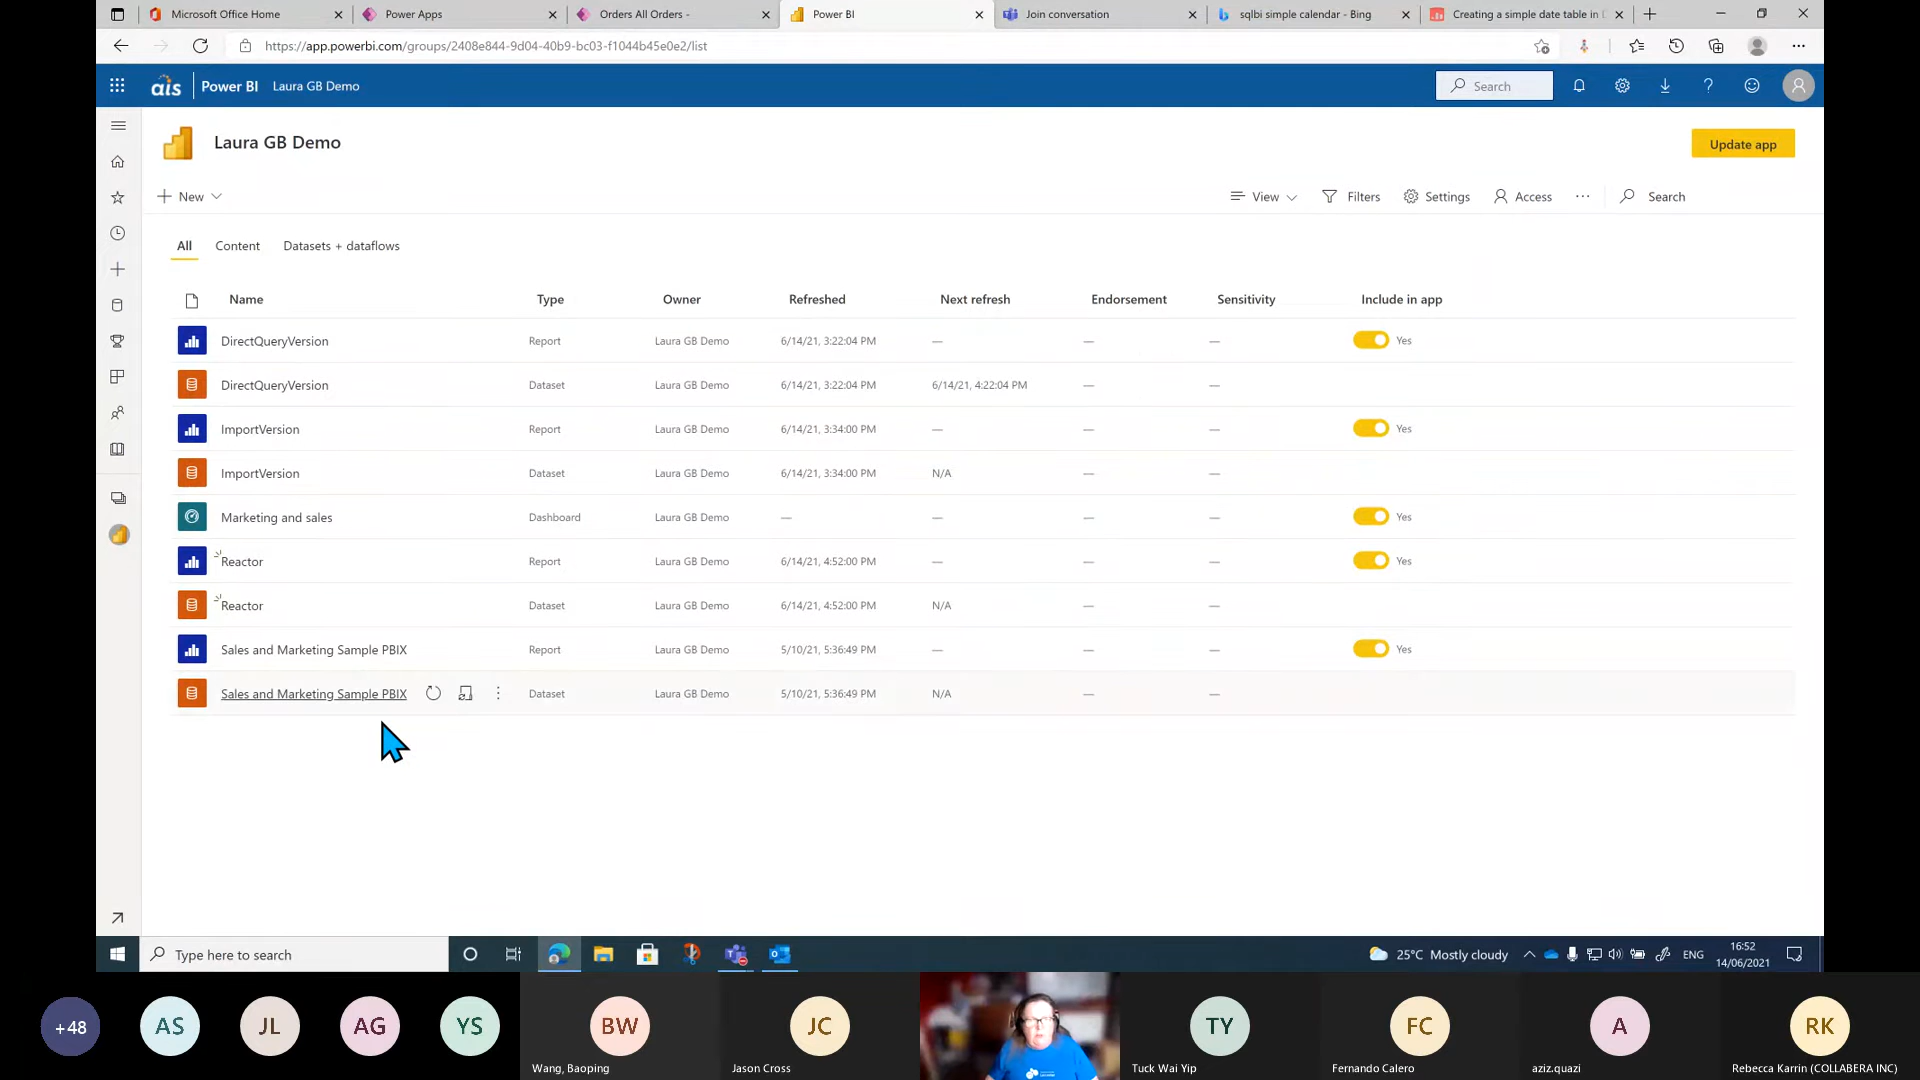 Microsoft Office Home
Power Apps
Orders All Orders -
Power BI
Join conversation
sqlbi simple calendar - Bing
Creating a simple date table in
https://app.powerbi.com/groups/2408e844-9d04-40b9-bc03-f1044b45e0e2/list
ais Power BI Laura GB Demo Search
Laura GB Demo
Update app
New View Filters Settings Access Search
All Content Datasets + dataflows
Name Type Owner Refreshed Next refresh Endorsement Sensitivity Include in app
DirectQueryVersion Report Laura GB Demo 6/14/21, 3:22:04 PM — — — Yes
DirectQueryVersion Dataset Laura GB Demo 6/14/21, 3:22:04 PM 6/14/21, 4:22:04 PM — —
ImportVersion Report Laura GB Demo 6/14/21, 3:34:00 PM — — — Yes
ImportVersion Dataset Laura GB Demo 6/14/21, 3:34:00 PM N/A — —
Marketing and sales Dashboard Laura GB Demo — — — — Yes
Reactor Report Laura GB Demo 6/14/21, 4:52:00 PM — — — Yes
Reactor Dataset Laura GB Demo 6/14/21, 4:52:00 PM N/A — —
Sales and Marketing Sample PBIX Report Laura GB Demo 5/10/21, 5:36:49 PM — — — Yes
Sales and Marketing Sample PBIX Dataset Laura GB Demo 5/10/21, 5:36:49 PM N/A — —
Type here to search
25°C Mostly cloudy
ENG
16:52
14/06/2021
+48
AS
JL
AG
YS
BW
JC
TY
FC
A
RK
Wang, Baoping
Jason Cross
Tuck Wai Yip
Fernando Calero
aziz.quazi
Rebecca Karrin (COLLABERA INC)